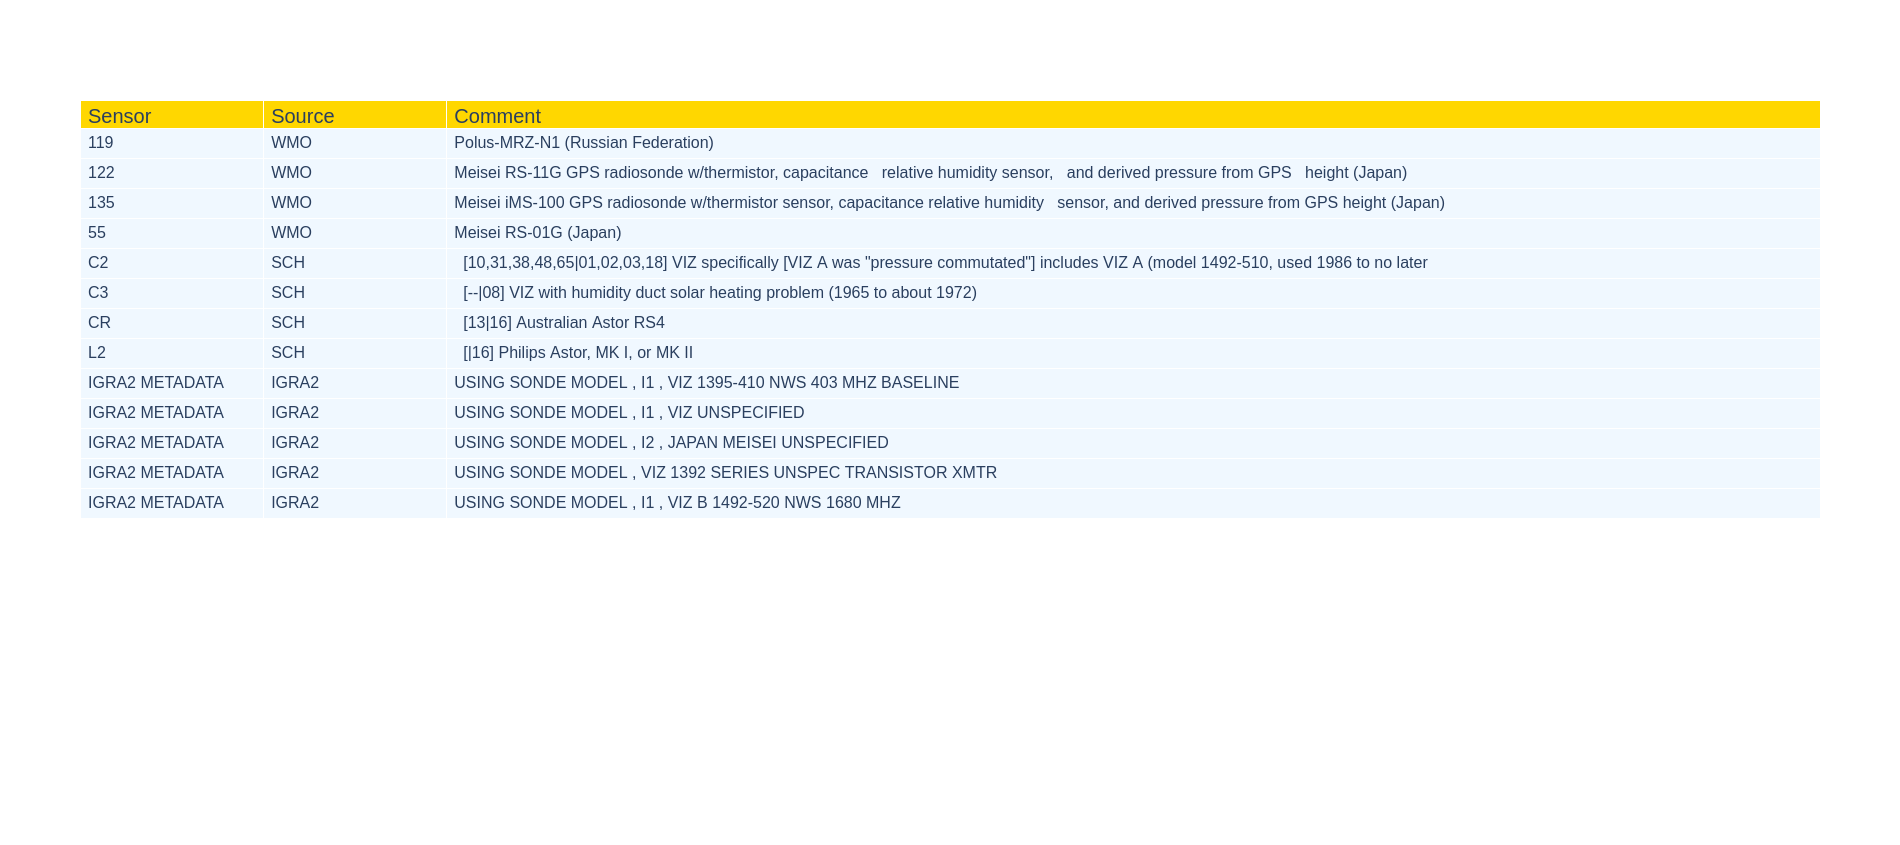 Sensor Source Comment
119 WMO Polus-MRZ-N1 (Russian Federation)
122 WMO Meisei RS-11G GPS radiosonde w/thermistor, capacitance   relative humidity sensor,   and derived pressure from GPS   height (Japan)
135 WMO Meisei iMS-100 GPS radiosonde w/thermistor sensor, capacitance relative humidity   sensor, and derived pressure from GPS height (Japan)
55 WMO Meisei RS-01G (Japan)
C2 SCH [10,31,38,48,65|01,02,03,18] VIZ specifically [VIZ A was "pressure commutated"] includes VIZ A (model 1492-510, used 1986 to no later
C3 SCH [--|08] VIZ with humidity duct solar heating problem (1965 to about 1972)
CR SCH [13|16] Australian Astor RS4
L2 SCH [|16] Philips Astor, MK I, or MK II
IGRA2 METADATA IGRA2 USING SONDE MODEL , I1 , VIZ 1395-410 NWS 403 MHZ BASELINE
IGRA2 METADATA IGRA2 USING SONDE MODEL , I1 , VIZ UNSPECIFIED
IGRA2 METADATA IGRA2 USING SONDE MODEL , I2 , JAPAN MEISEI UNSPECIFIED
IGRA2 METADATA IGRA2 USING SONDE MODEL , VIZ 1392 SERIES UNSPEC TRANSISTOR XMTR
IGRA2 METADATA IGRA2 USING SONDE MODEL , I1 , VIZ B 1492-520 NWS 1680 MHZ